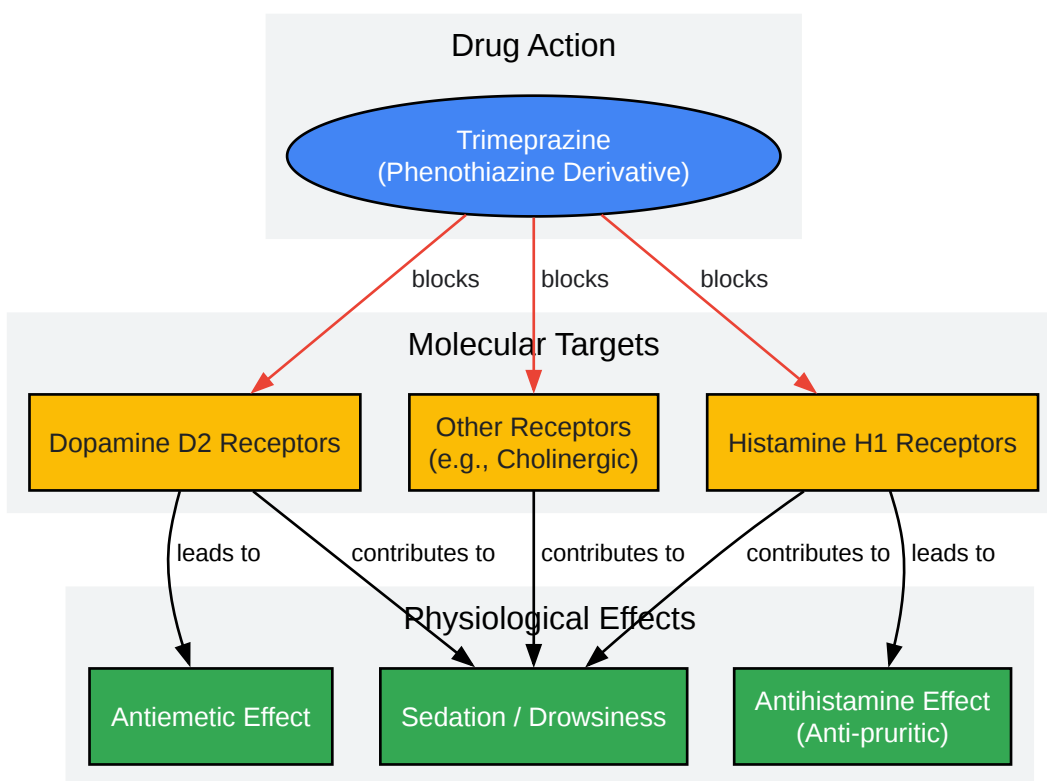 Drug Action
Trimeprazine
(Phenothiazine Derivative)
blocks
blocks
blocks
Molecular Targets
Dopamine D2 Receptors
Other Receptors
(e.g., Cholinergic)
Histamine H1 Receptors
leads to
contributes to
contributes to
contributes to
leads to
Physiological Effects
Antiemetic Effect
Sedation / Drowsiness
Antihistamine Effect
(Anti-pruritic)